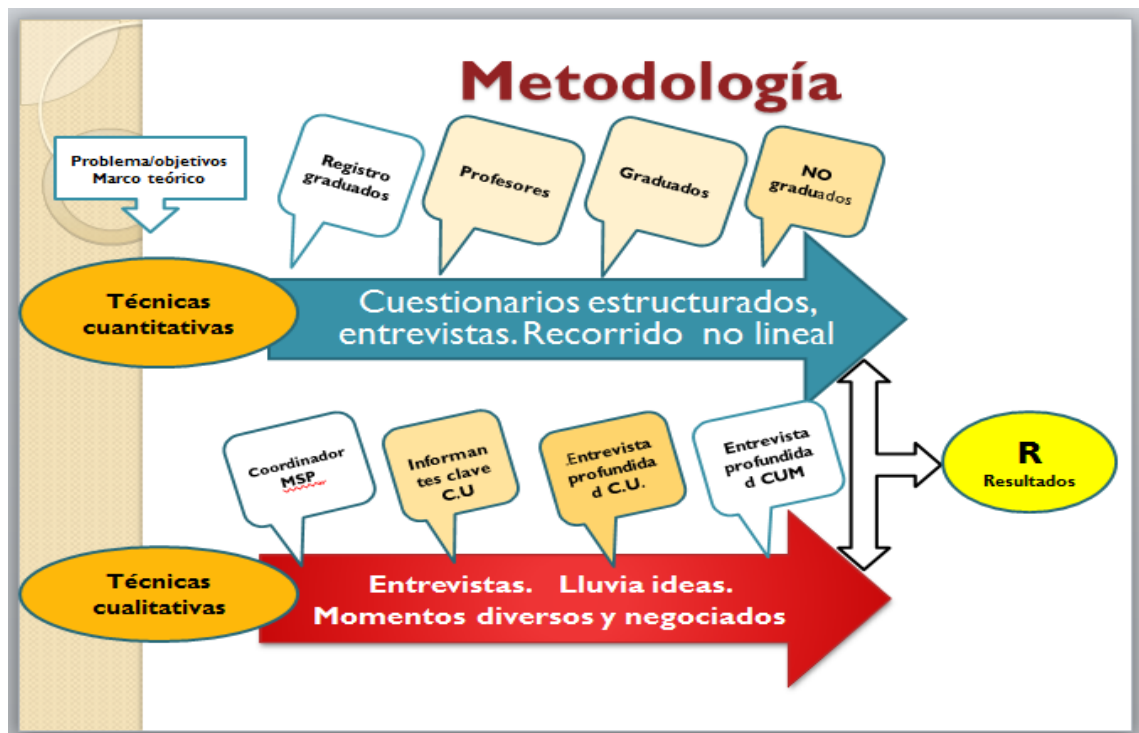 Metodología
Problema/objetivos
Marco teórico
Registro
graduados
Profesores
Graduados
NO
graduados
Técnicas
cuantitativas
Cuestionarios estructurados,
entrevistas. Recorrido no lineal
Coordinador
MSP
Informan
tes clave
C.U
.Entrevista
profundida
d C.U.
Entrevista
profundida
d CUM
R
Resultados
Técnicas
cualitativas
Entrevistas. Lluvia ideas.
Momentos diversos y negociados